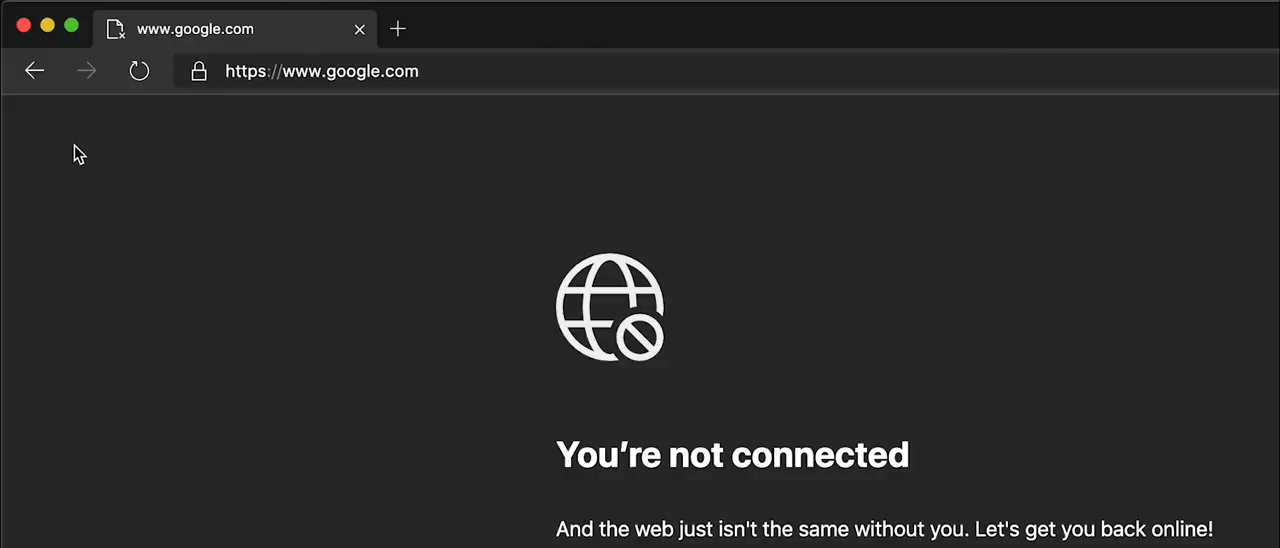 www.google.com
https://www.google.com
You’re not connected
And the web just isn't the same without you. Let's get you back online!